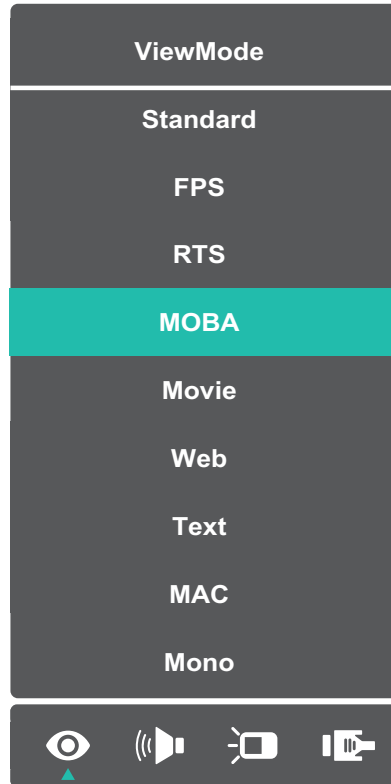 ViewMode
Standard
FPS
RTS
MOBA
Movie
Web
Text
MAC
Mono